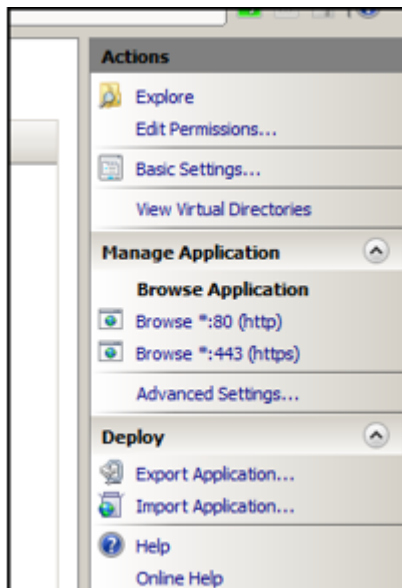 Actions
Explore
Edit Permissions...
Basic Settings...
View Virtual Directories
Manage Application
Browse Application
Browse *:80 (http)
Browse *:443 (https)
Advanced Settings...
Deploy
Export Application...
Import Application...
Help
Online Help